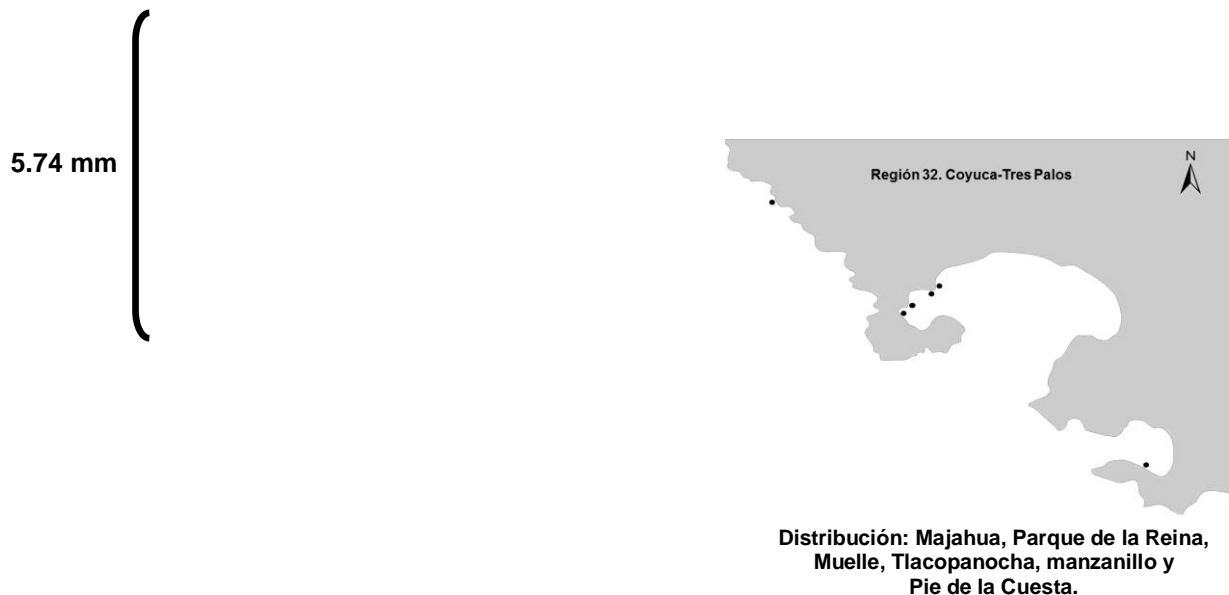 5.74 mm
Región 32. Coyuca-Tres Palos
N
Distribución: Majahua, Parque de la Reina,
Muelle, Tlacopanocha, manzanillo y
Pie de la Cuesta.